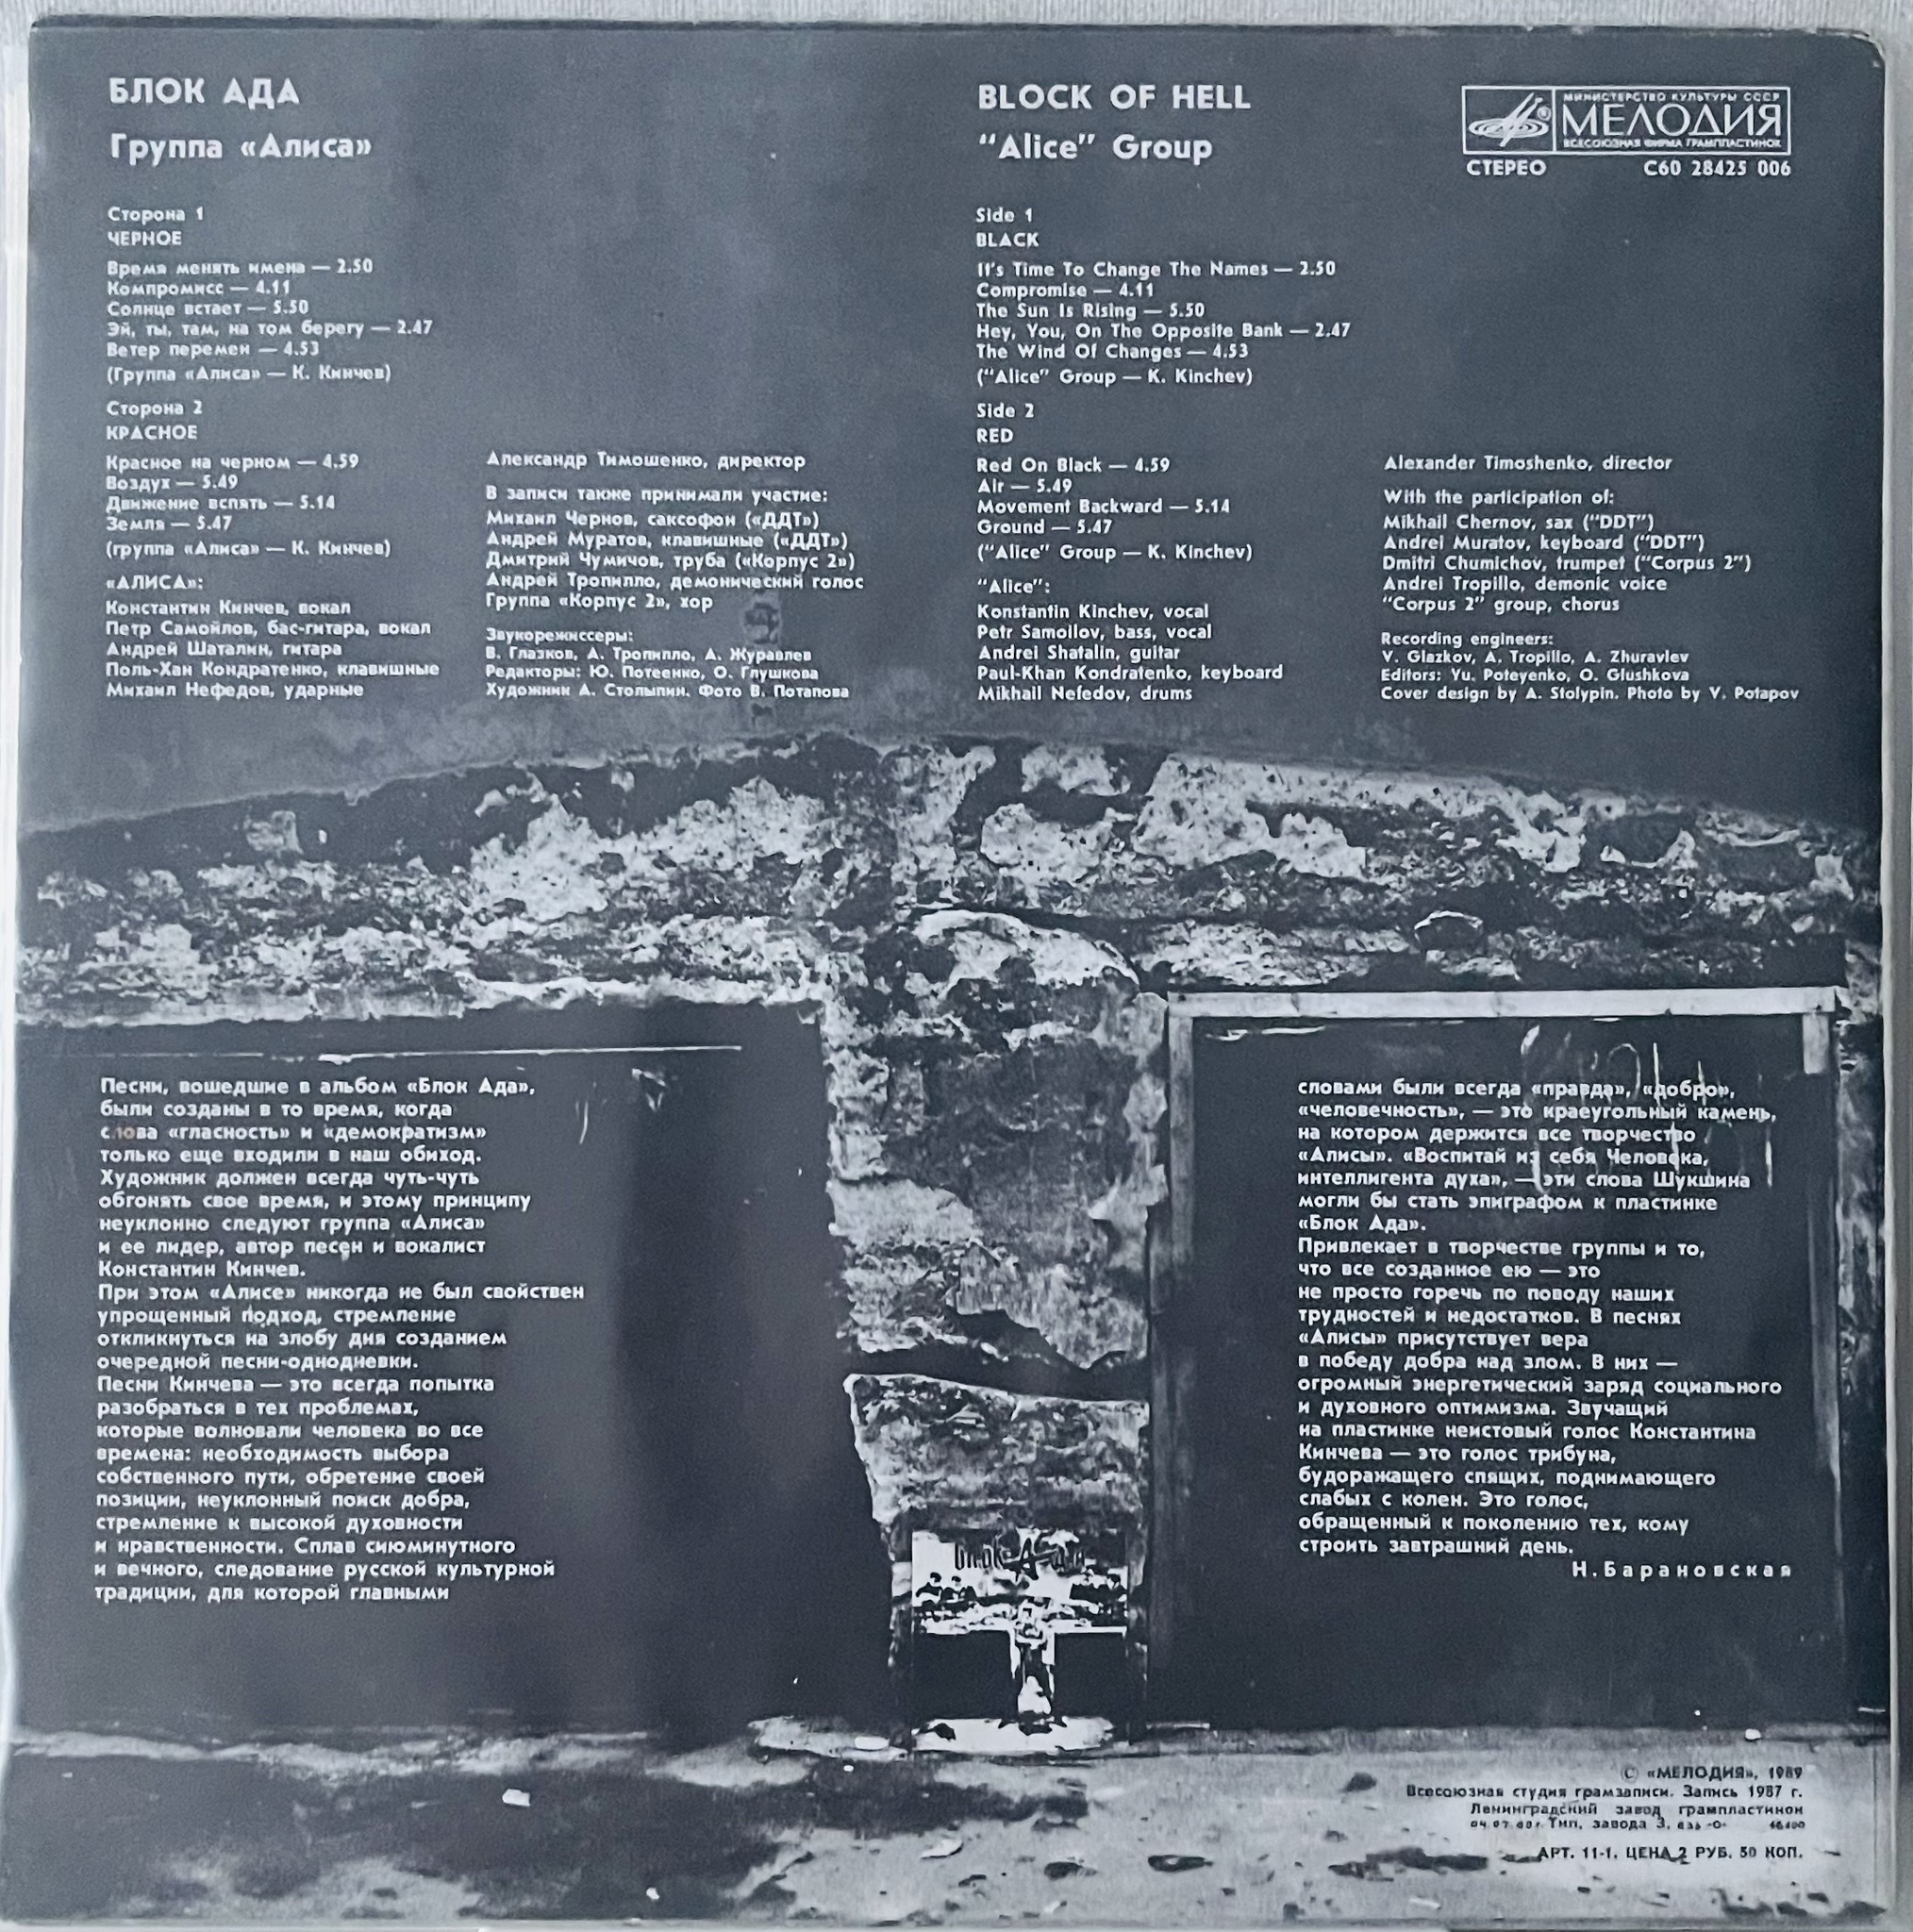 БЛОК АДА
Группа «Алиса»
Сторона 1
ЧЕРНОЕ
Время менять имена — 2.50
Компромисс — 4.11
Солнце встает — 5.50
Эй, ты, там, на том берегу — 2.47
Ветер перемен — 4.53
(Группа «Алиса» — К. Кинчев)
Сторона 2
КРАСНОЕ
Красное на черном — 4.59
Воздух — 5.49
Движение вспять — 5.14
Земля — 5.47
(группа «Алиса» — К. Кинчев)
«АЛИСА»:
Константин Кинчев, вокал
Петр Самойлов, бас-гитара, вокал
Андрей Шаталин, гитара
Поль-Хан Кондратенко, клавишные
Михаил Нефедов, ударные
Александр Тимошенко, директор
В записи также принимали участие:
Михаил Чернов, саксофон («ДДТ»)
Андрей Муратов, клавишные («ДДТ»)
Дмитрий Чумичов, труба («Корпус 2»)
Андрей Тропилло, демонический голос
Группа «Корпус 2», хор
Звукорежиссеры:
В. Глазков, А. Тропилло, А. Журавлев
Редакторы: Ю. Потеенко, О. Глушкова
Художник А. Столыпин. Фото В. Потапова
BLOCK OF HELL
“Alice” Group
Side 1
BLACK
It's Time To Change The Names — 2.50
Compromise — 4.11
The Sun Is Rising — 5.50
Hey, You, On The Opposite Bank — 2.47
The Wind Of Changes — 4.53
(“Alice” Group — K. Kinchev)
Side 2
RED
Red On Black — 4.59
Air — 5.49
Movement Backward — 5.14
Ground — 5.47
(“Alice” Group — K. Kinchev)
“Alice”:
Konstantin Kinchev, vocal
Petr Samoilov, bass, vocal
Andrei Shatalin, guitar
Paul-Khan Kondratenko, keyboard
Mikhail Nefedov, drums
МИНИСТЕРСТВО КУЛЬТУРЫ СССР
МЕЛОДИЯ
ВСЕСОЮЗНАЯ ФИРМА ГРАМПЛАСТИНОК
СТЕРЕО С60 28425 006
Alexander Timoshenko, director
With the participation of:
Mikhail Chernov, sax (“DDT”)
Andrei Muratov, keyboard (“DDT”)
Dmitri Chumichov, trumpet (“Corpus 2”)
Andrei Tropillo, demonic voice
“Corpus 2” group, chorus
Recording engineers:
V. Glazkov, A. Tropillo, A. Zhuravlev
Editors: Yu. Poteyenko, O. Glushkova
Cover design by A. Stolypin. Photo by V. Potapov
Песни, вошедшие в альбом «Блок Ада»,
были созданы в то время, когда
слова «гласность» и «демократизм»
только еще входили в наш обиход.
Художник должен всегда чуть-чуть
обгонять свое время, и этому принципу
неуклонно следуют группа «Алиса»
и ее лидер, автор песен и вокалист
Константин Кинчев.
При этом «Алисе» никогда не был свойствен
упрощенный подход, стремление
откликнуться на злобу дня созданием
очередной песни-однодневки.
Песни Кинчева — это всегда попытка
разобраться в тех проблемах,
которые волновали человека во все
времена: необходимость выбора
собственного пути, обретение своей
позиции, неуклонный поиск добра,
стремление к высокой духовности
и нравственности. Сплав сиюминутного
и вечного, следование русской культурной
традиции, для которой главными
словами были всегда «правда», «добро»,
«человечность», — это краеугольный камень,
на котором держится все творчество
«Алисы». «Воспитай из себя Человека,
интеллигента духа», — эти слова Шукшина
могли бы стать эпиграфом к пластинке
«Блок Ада».
Привлекает в творчестве группы и то,
что все созданное ею — это
не просто горечь по поводу наших
трудностей и недостатков. В песнях
«Алисы» присутствует вера
в победу добра над злом. В них —
огромный энергетический заряд социального
и духовного оптимизма. Звучащий
на пластинке неистовый голос Константина
Кинчева — это голос трибуна,
будоражащего спящих, поднимающего
слабых с колен. Это голос,
обращенный к поколению тех, кому
строить завтрашний день.
Н. Барановская
блок Ада
© «МЕЛОДИЯ», 1989
Всесоюзная студия грамзаписи. Запись 1987 г.
Ленинградский завод грампластинок
Тип. завода З.
АРТ. 11-1. ЦЕНА 2 РУБ. 50 КОП.